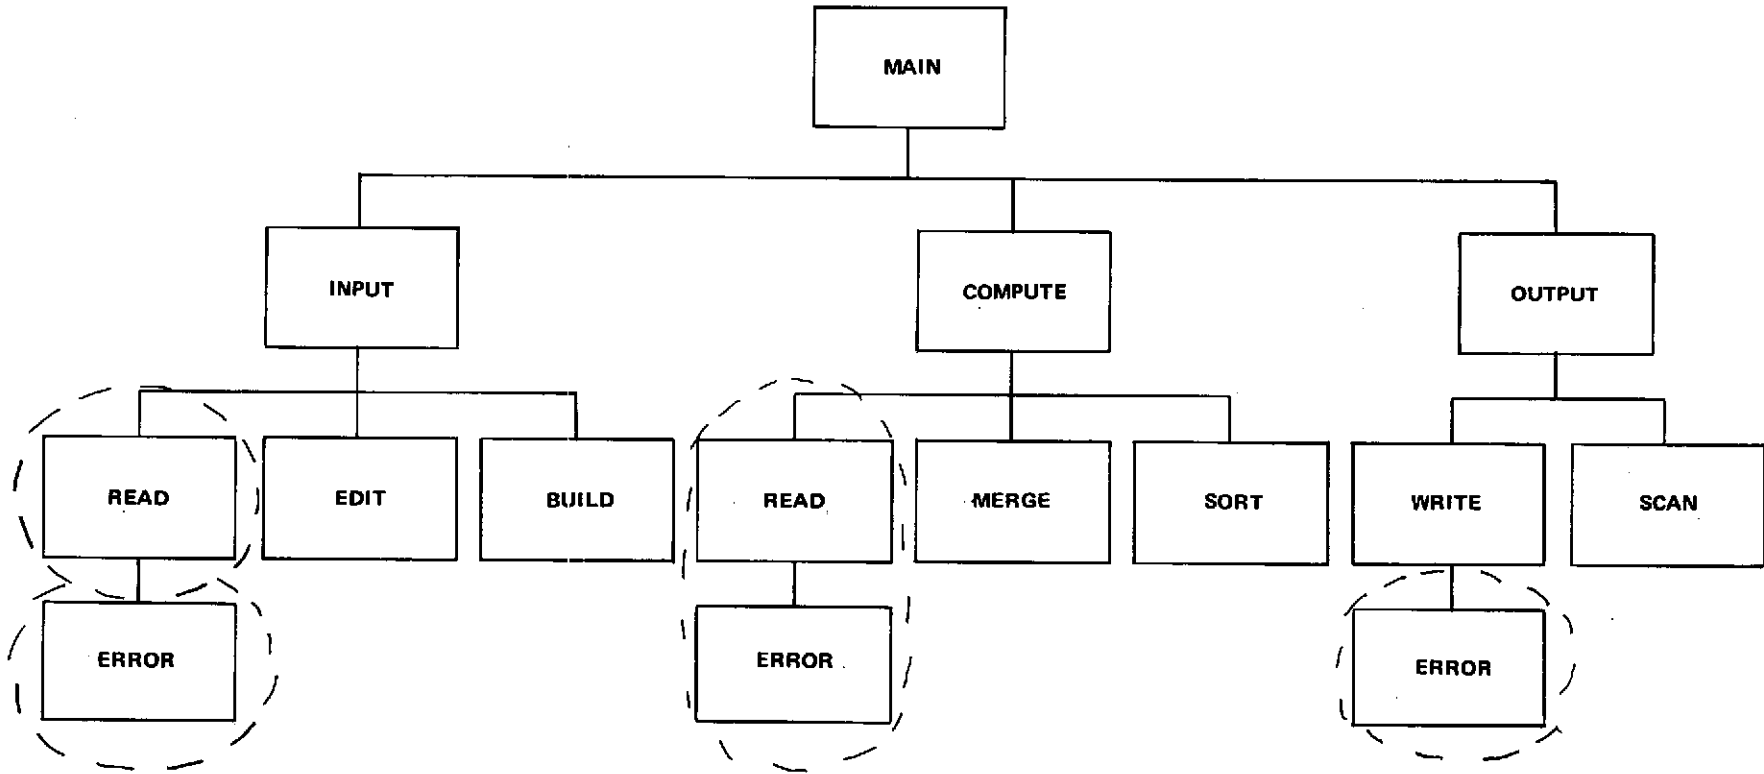 MAIN
INPUT
COMPUTE
OUTPUT
READ
EDIT
BUILD
READ
MERGE
SORT
WRITE
SCAN
ERROR
ERROR
ERROR